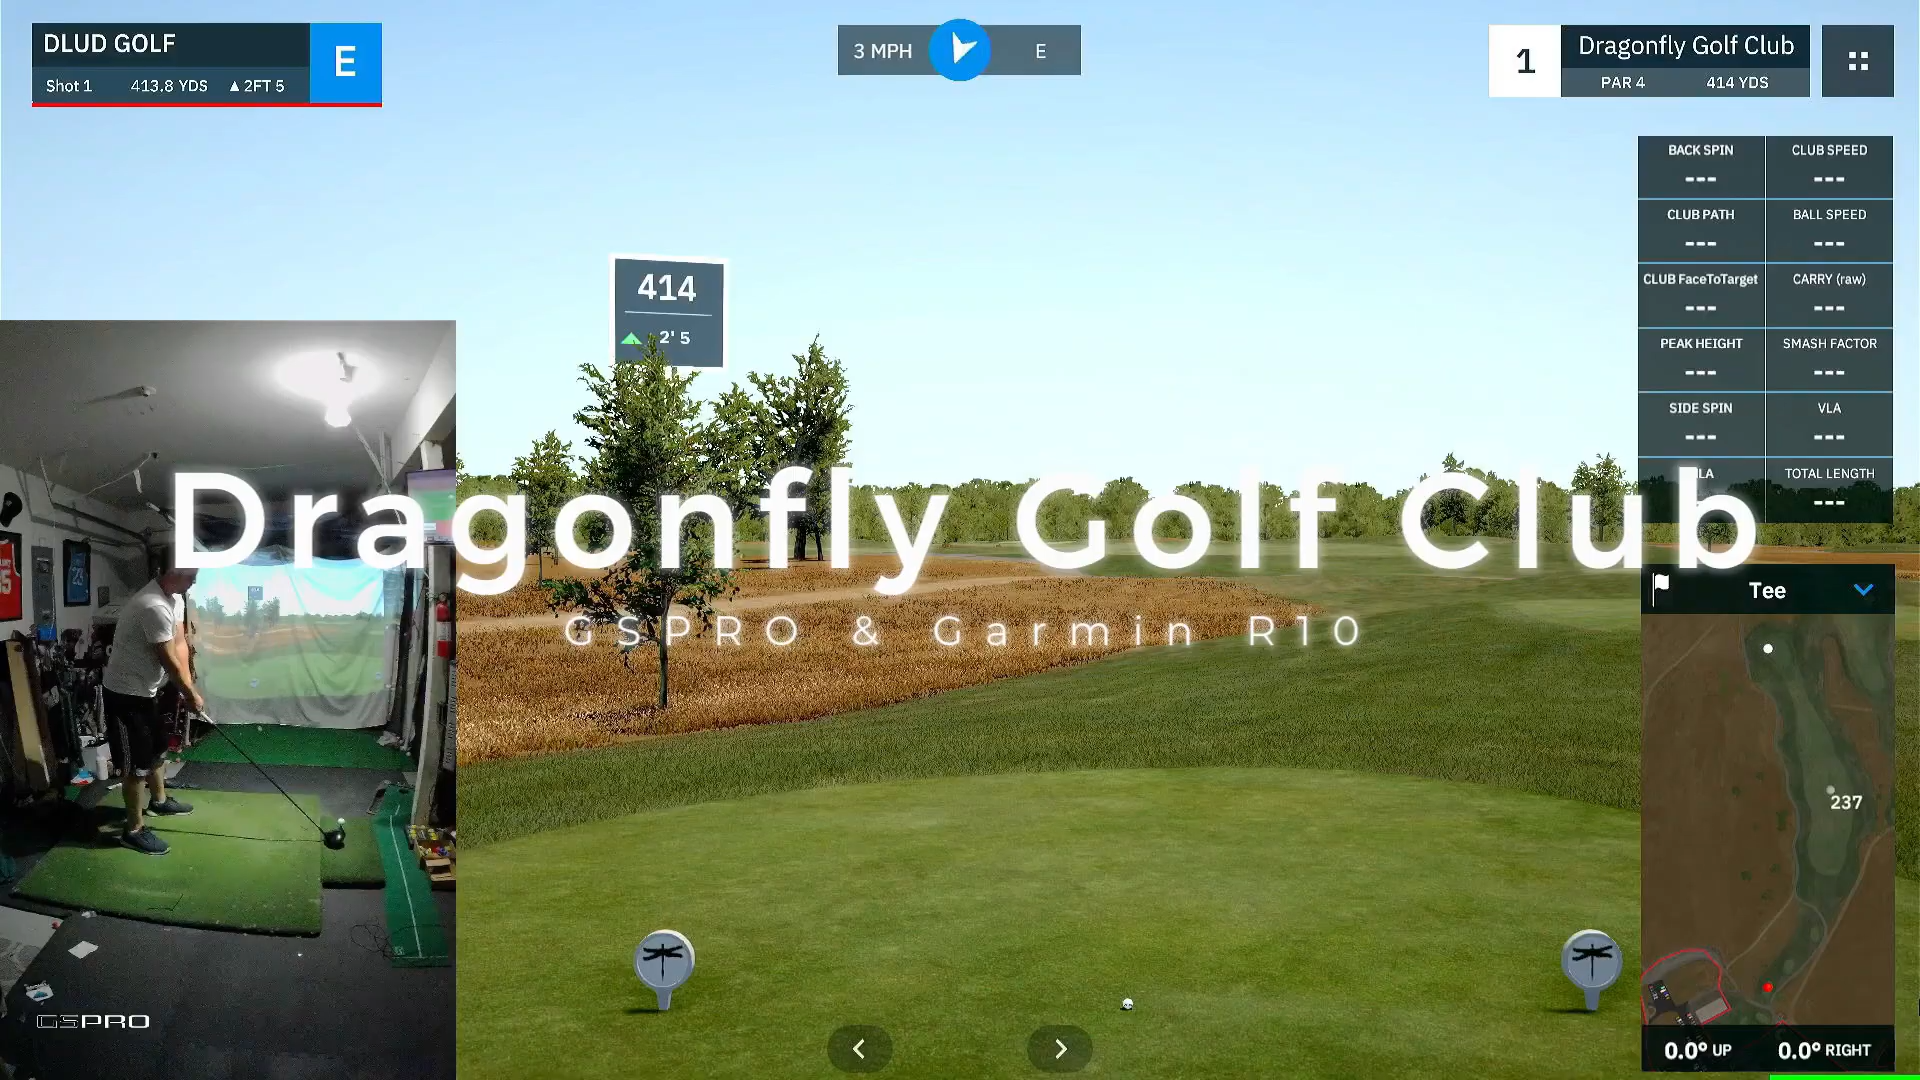 DLUD GOLF
E
Shot 1 413.8 YDS ▲ 2FT 5
3 MPH E
1
Dragonfly Golf Club
PAR 4 414 YDS
BACK SPIN CLUB SPEED
--- ---
CLUB PATH BALL SPEED
--- ---
CLUB FaceToTarget CARRY (raw)
--- ---
PEAK HEIGHT SMASH FACTOR
--- ---
SIDE SPIN VLA
--- ---
TOTAL LENGTH
---
414
2' 5
Dragonfly Golf Club
GSPRO & Garmin R10
Tee
237
0.0° UP 0.0° RIGHT
GSPRO